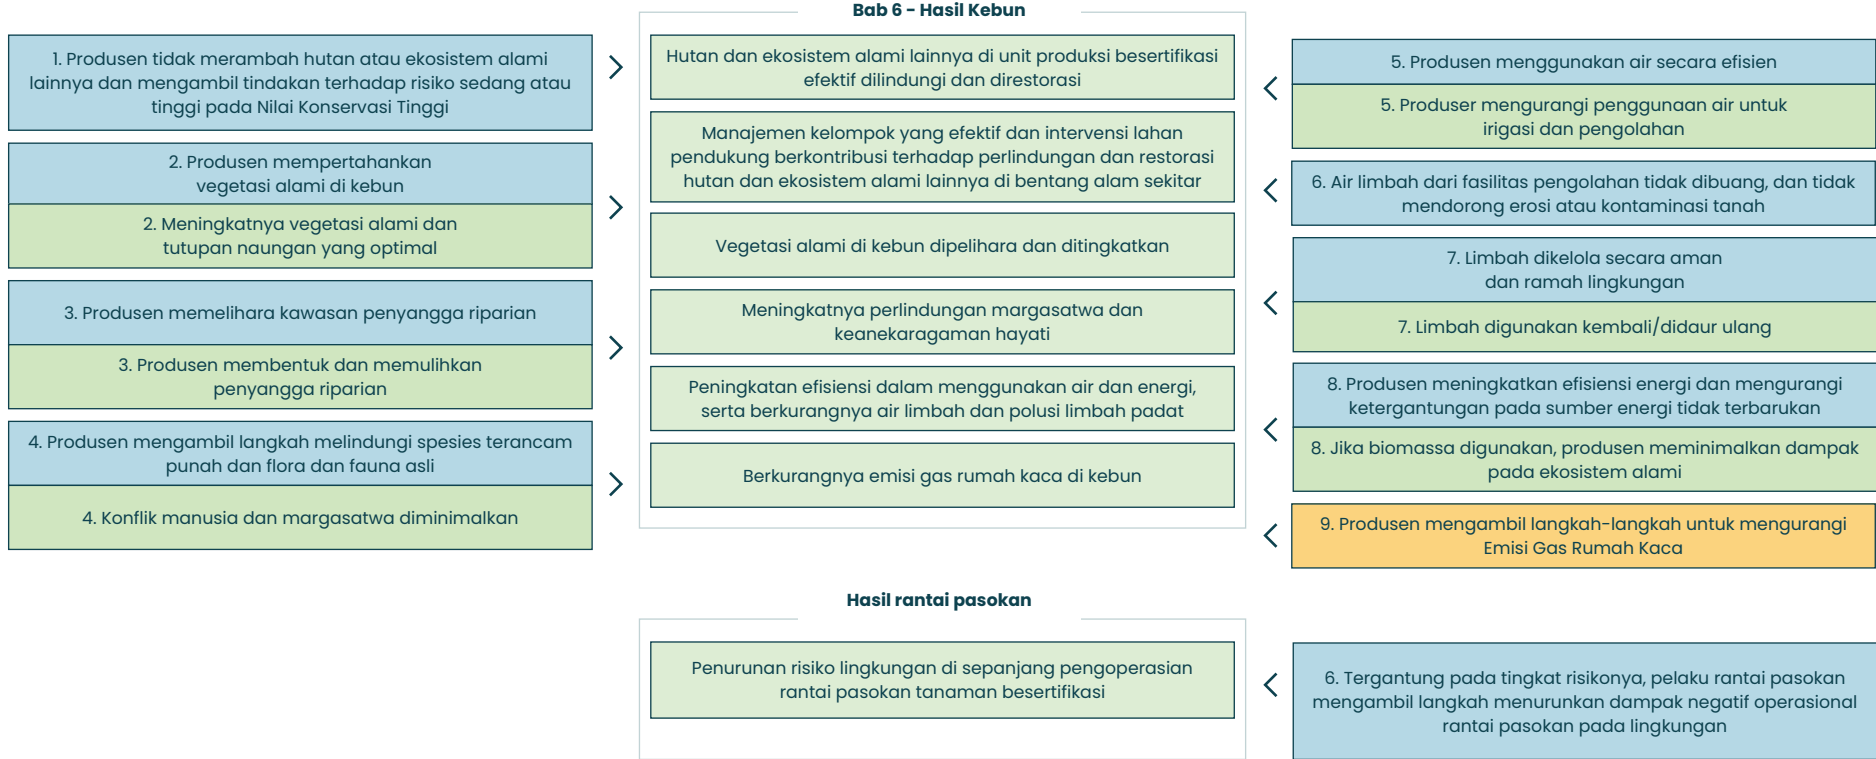 Bab 6 - Hasil Kebun
1. Produsen tidak merambah hutan atau ekosistem alami
lainnya dan mengambil tindakan terhadap risiko sedang atau
tinggi pada Nilai Konservasi Tinggi
2. Produsen mempertahankan
vegetasi alami di kebun
2. Meningkatnya vegetasi alami dan
tutupan naungan yang optimal
3. Produsen memelihara kawasan penyangga riparian
3. Produsen membentuk dan memulihkan
penyangga riparian
4. Produsen mengambil langkah melindungi spesies terancam
punah dan flora dan fauna asli
4. Konflik manusia dan margasatwa diminimalkan
Hutan dan ekosistem alami lainnya di unit produksi besertifikasi
efektif dilindungi dan direstorasi
Manajemen kelompok yang efektif dan intervensi lahan
pendukung berkontribusi terhadap perlindungan dan restorasi
hutan dan ekosistem alami lainnya di bentang alam sekitar
Vegetasi alami di kebun dipelihara dan ditingkatkan
Meningkatnya perlindungan margasatwa dan
keanekaragaman hayati
Peningkatan efisiensi dalam menggunakan air dan energi,
serta berkurangnya air limbah dan polusi limbah padat
Berkurangnya emisi gas rumah kaca di kebun
5. Produsen menggunakan air secara efisien
5. Produser mengurangi penggunaan air untuk
irigasi dan pengolahan
6. Air limbah dari fasilitas pengolahan tidak dibuang, dan tidak
mendorong erosi atau kontaminasi tanah
7. Limbah dikelola secara aman
dan ramah lingkungan
7. Limbah digunakan kembali/didaur ulang
8. Produsen meningkatkan efisiensi energi dan mengurangi
ketergantungan pada sumber energi tidak terbarukan
8. Jika biomassa digunakan, produsen meminimalkan dampak
pada ekosistem alami
9. Produsen mengambil langkah-langkah untuk mengurangi
Emisi Gas Rumah Kaca
Hasil rantai pasokan
Penurunan risiko lingkungan di sepanjang pengoperasian
rantai pasokan tanaman besertifikasi
6. Tergantung pada tingkat risikonya, pelaku rantai pasokan
mengambil langkah menurunkan dampak negatif operasional
rantai pasokan pada lingkungan